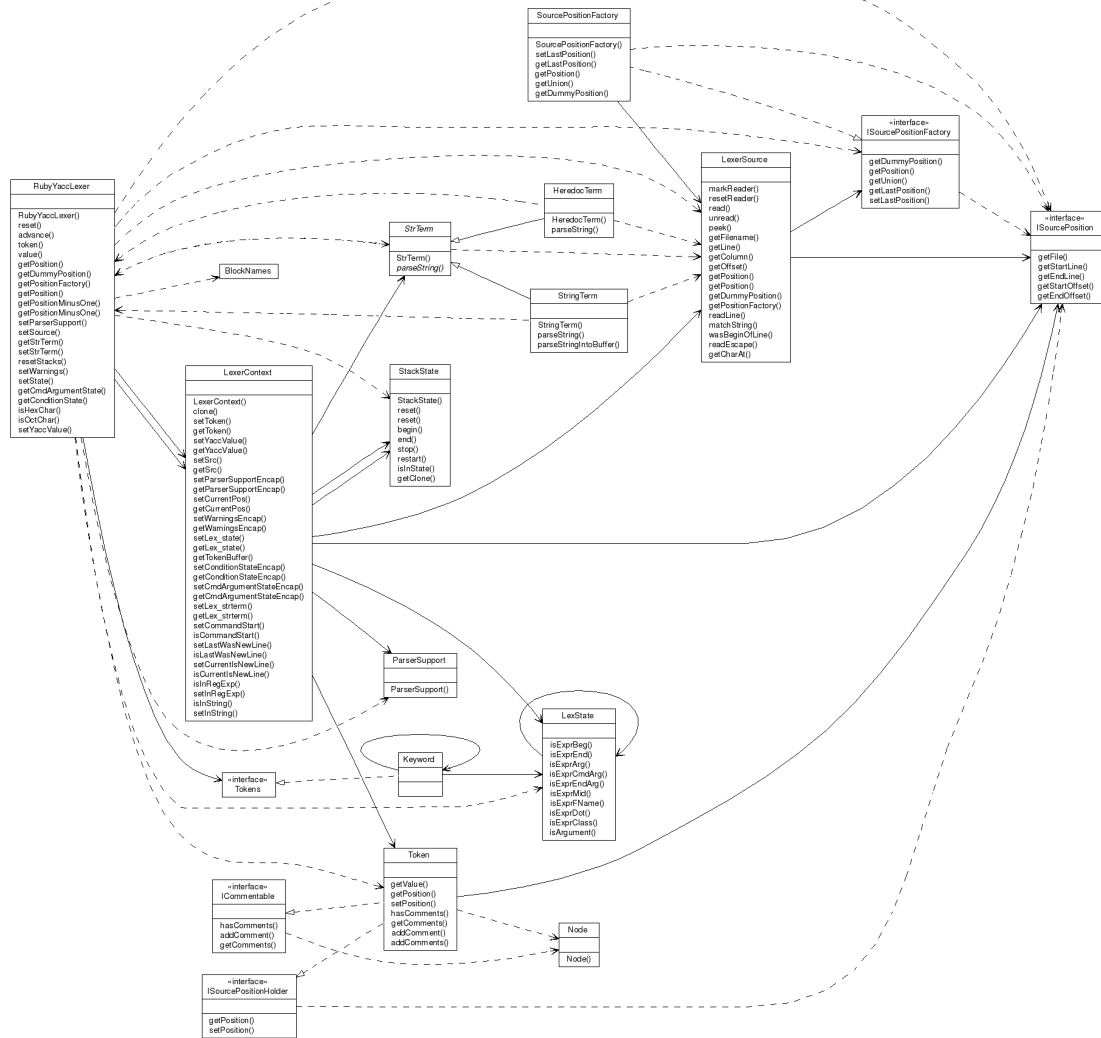 SourcePositionFactory
SourcePositionFactory()
setLastPosition()
getLastPosition()
getPosition()
getUnion()
getDummyPosition()
«interface»
ISourcePositionFactory
getDummyPosition()
getPosition()
getUnion()
getLastPosition()
setLastPosition()
LexerSource
markReader()
resetReader()
read()
unread()
peek()
getFilename()
getLine()
getColumn()
getOffset()
getPosition()
getPosition()
getDummyPosition()
getPositionFactory()
readLine()
matchString()
wasBeginOfLine()
readEscape()
getCharAt()
RubyYaccLexer
RubyYaccLexer()
reset()
advance()
token()
value()
getPosition()
getDummyPosition()
getPositionFactory()
getPosition()
getPositionMinusOne()
getPositionMinusOne()
setParserSupport()
setSource()
getStrTerm()
setStrTerm()
resetStacks()
setWarnings()
setState()
getCmdArgumentState()
getConditionState()
isHexChar()
isOctChar()
setYaccValue()
HeredocTerm
HeredocTerm()
parseString()
«interface»
ISourcePosition
getFile()
getStartLine()
getEndLine()
getStartOffset()
getEndOffset()
StrTerm
StrTerm()
parseString()
BlockNames
StringTerm
StringTerm()
parseString()
parseStringIntoBuffer()
LexerContext
LexerContext()
clone()
setToken()
getToken()
setYaccValue()
getYaccValue()
setSrc()
getSrc()
setParserSupportEncap()
getParserSupportEncap()
setCurrentPos()
getCurrentPos()
setWarningsEncap()
getWarningsEncap()
setLex_state()
getLex_state()
getTokenBuffer()
setConditionStateEncap()
getConditionStateEncap()
setCmdArgumentStateEncap()
getCmdArgumentStateEncap()
setLex_strterm()
getLex_strterm()
setCommandStart()
isCommandStart()
setLastWasNewLine()
isLastWasNewLine()
setCurrentIsNewLine()
isCurrentIsNewLine()
isInRegExp()
setInRegExp()
isInString()
setInString()
StackState
StackState()
reset()
reset()
begin()
end()
stop()
restart()
isInState()
getClone()
ParserSupport
ParserSupport()
LexState
isExprBeg()
isExprEnd()
isExprArg()
isExprCmdArg()
isExprEndArg()
isExprMid()
isExprFName()
isExprDot()
isExprClass()
isArgument()
Keyword
«interface»
Tokens
Token
getValue()
getPosition()
setPosition()
hasComments()
getComments()
addComment()
addComments()
«interface»
ICommentable
hasComments()
addComment()
getComments()
Node
Node()
«interface»
ISourcePositionHolder
getPosition()
setPosition()